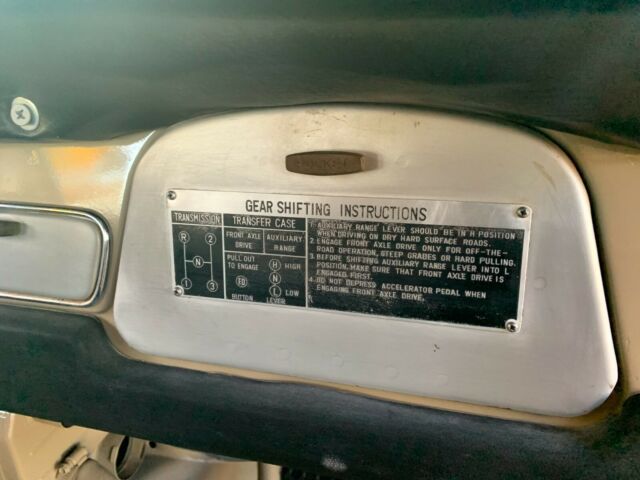 GEAR SHIFTING INSTRUCTIONS
TRANSMISSION
R 2
N
1 3
TRANSFER CASE
FRONT AXLE DRIVE
AUXILIARY RANGE
PULL OUT TO ENGAGE
BUTTON
H HIGH
N
L LOW
LEVER
1. AUXILIARY RANGE LEVER SHOULD BE IN H POSITION
WHEN DRIVING ON DRY HARD SURFACE ROADS.
2. ENGAGE FRONT AXLE DRIVE ONLY FOR OFF-THE-
ROAD OPERATION, STEEP GRADES OR HARD PULLING.
3. BEFORE SHIFTING AUXILIARY RANGE LEVER INTO L
POSITION, MAKE SURE THAT FRONT AXLE DRIVE IS
ENGAGED FIRST.
4. DO NOT DEPRESS ACCELERATOR PEDAL WHEN
ENGAGING FRONT AXLE DRIVE.